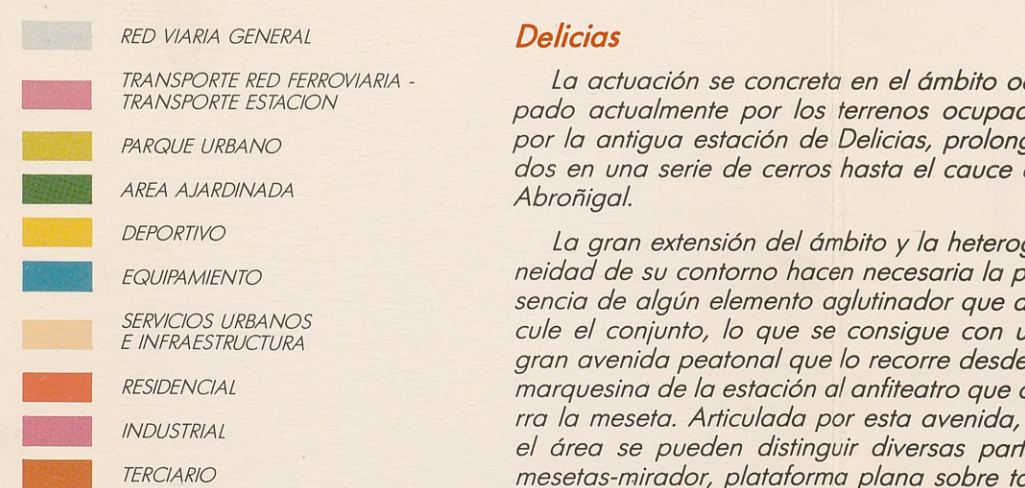 RED VIARIA GENERAL
TRANSPORTE RED FERROVIARIA -
TRANSPORTE ESTACION
PARQUE URBANO
AREA AJARDINADA
DEPORTIVO
EQUIPAMIENTO
SERVICIOS URBANOS
E INFRAESTRUCTURA
RESIDENCIAL
INDUSTRIAL
TERCIARIO
Delicias
La actuación se concreta en el ámbito
pado actualmente por los terrenos
por la antigua estación de Delicias,
dos en una serie de cerros hasta el cauce
Abroñigal.
La gran extensión del ámbito y la
neidad de su contorno hacen necesaria la
sencia de algún elemento aglutinador que
cule el conjunto, lo que se consigue con
gran avenida peatonal que lo recorre desde
marquesina de la estación al anfiteatro que
rra la meseta. Articulada por esta avenida,
el área se pueden distinguir diversas
mesetas-mirador, plataforma plana sobre